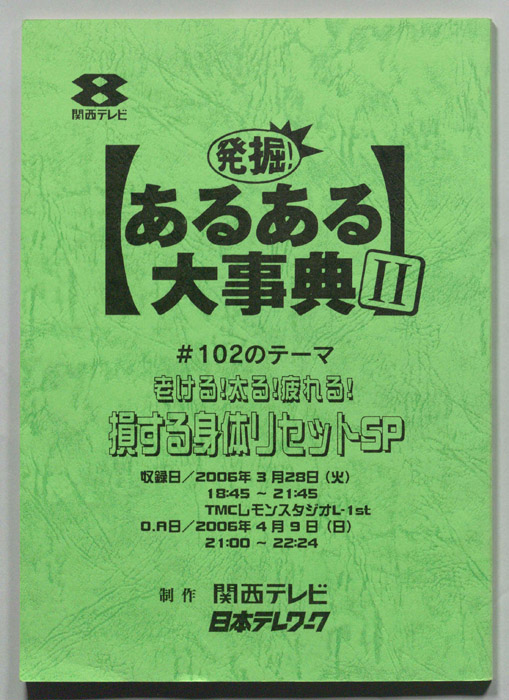 関西テレビ
発掘!
【あるある】
大事典II
#102のテーマ
老ける!太る!疲れる!
損する身体リセットSP
収録日/2006年3月28日(火)
18:45~21:45
TMCレモンスタジオL-1st
O.A日/2006年4月9日(日)
21:00~22:24
制作 関西テレビ
日本テレワーク